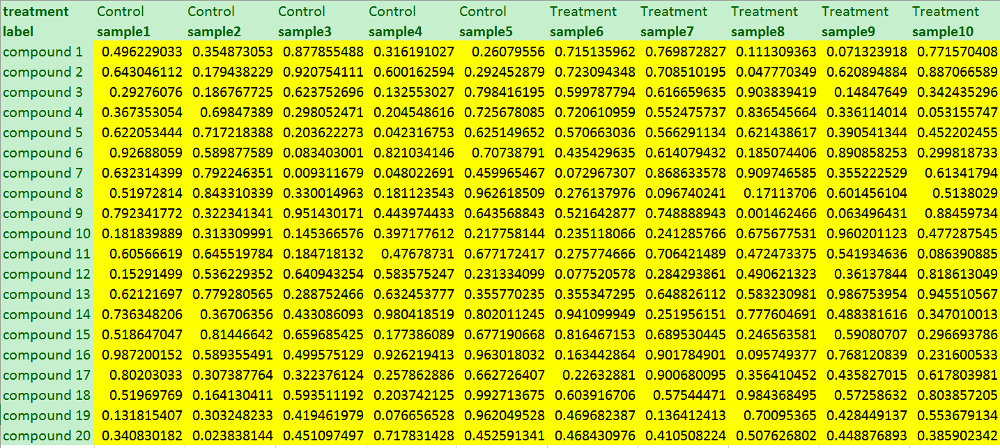 treatment Control Control Control Control Control Treatment Treatment Treatment Treatment Treatment
label sample1 sample2 sample3 sample4 sample5 sample6 sample7 sample8 sample9 sample10
compound 1 0.496229033 0.354873053 0.877855488 0.316191027 0.26079556 0.715135962 0.769872827 0.111309363 0.071323918 0.771570408
compound 2 0.643046112 0.179438229 0.920754111 0.600162594 0.292452879 0.723094348 0.708510195 0.047770349 0.620894884 0.887066589
compound 3 0.29276076 0.186767725 0.623752696 0.132553027 0.798416195 0.599787794 0.616659635 0.903839419 0.14847649 0.342435296
compound 4 0.367353054 0.69847389 0.298052471 0.204548616 0.725678085 0.720610959 0.552475737 0.836545664 0.336114014 0.053155747
compound 5 0.622053444 0.717218388 0.203622273 0.042316753 0.625149652 0.570663036 0.566291134 0.621438617 0.390541344 0.452202455
compound 6 0.92688059 0.589877589 0.083403001 0.821034146 0.70738791 0.435429635 0.614079432 0.185074406 0.890858253 0.299818733
compound 7 0.632314399 0.792246351 0.009311679 0.048022691 0.459965467 0.072967307 0.868633578 0.909746585 0.355222529 0.61341794
compound 8 0.51972814 0.843310339 0.330014963 0.181123543 0.962618509 0.276137976 0.096740241 0.17113706 0.601456104 0.5138029
compound 9 0.792341772 0.322341341 0.951430171 0.443974433 0.643568843 0.521642877 0.748888943 0.001462466 0.063496431 0.88459734
compound 10 0.181839889 0.313309991 0.145366576 0.397177612 0.217758144 0.235118066 0.241285766 0.675677531 0.960201123 0.477287545
compound 11 0.60566619 0.645519784 0.184718132 0.47678731 0.677172417 0.275774666 0.706421489 0.472473375 0.541934636 0.086390885
compound 12 0.15291499 0.536229352 0.640943254 0.583575247 0.231334099 0.077520578 0.284293861 0.490621323 0.36137844 0.818613049
compound 13 0.62121697 0.779280565 0.288752466 0.632453777 0.355770235 0.355347295 0.648826112 0.583230981 0.986753954 0.945510567
compound 14 0.736348206 0.36706356 0.433086093 0.980418519 0.802011245 0.941099949 0.251956151 0.777604691 0.488381616 0.347010013
compound 15 0.518647047 0.81446642 0.659685425 0.177386089 0.677190668 0.816467153 0.689530445 0.246563581 0.59080707 0.296693786
compound 16 0.987200152 0.589355491 0.499575129 0.926219413 0.963018032 0.163442864 0.901784901 0.095749377 0.768120839 0.231600533
compound 17 0.80203033 0.307387764 0.322376124 0.257862886 0.662726407 0.22632881 0.900680095 0.356410452 0.435827015 0.617803981
compound 18 0.51969769 0.164130411 0.593511192 0.203742125 0.992713675 0.603916706 0.57544471 0.984368495 0.57258632 0.803857205
compound 19 0.131815407 0.303248233 0.419461979 0.076656528 0.962049528 0.469682387 0.136412413 0.70095365 0.428449137 0.553679134
compound 20 0.340830182 0.023838144 0.451097497 0.717831428 0.452591341 0.468430976 0.410508224 0.507626802 0.448876893 0.385902342